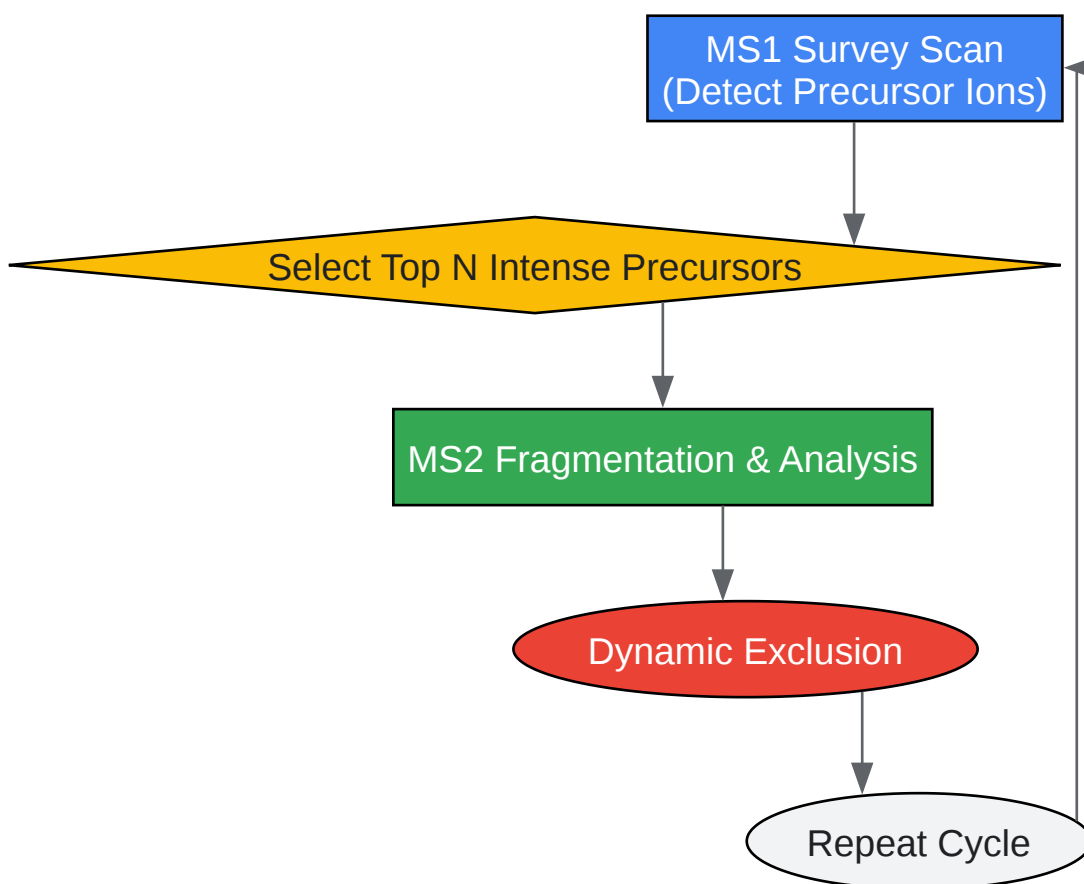 MS1 Survey Scan
(Detect Precursor Ions)
Select Top N Intense Precursors
MS2 Fragmentation & Analysis
Dynamic Exclusion
Repeat Cycle